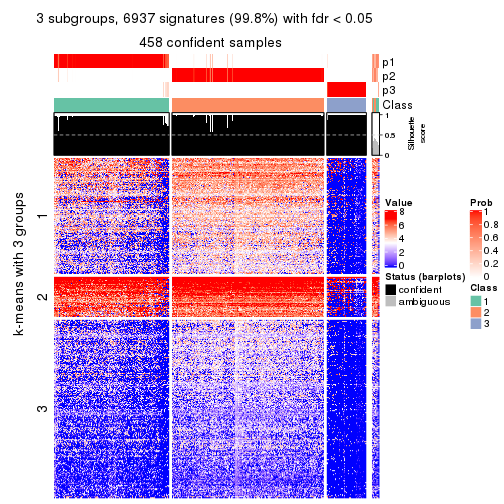 3 subgroups, 6937 signatures (99.8%) with fdr < 0.05
458 confident samples
p1
p2
p3
Class
1
0.5
0
Silhouette
score
k-means with 3 groups
1
2
3
Value
8
6
4
2
0
Status (barplots)
confident
ambiguous
Prob
1
0.8
0.6
0.4
0.2
0
Class
1
2
3